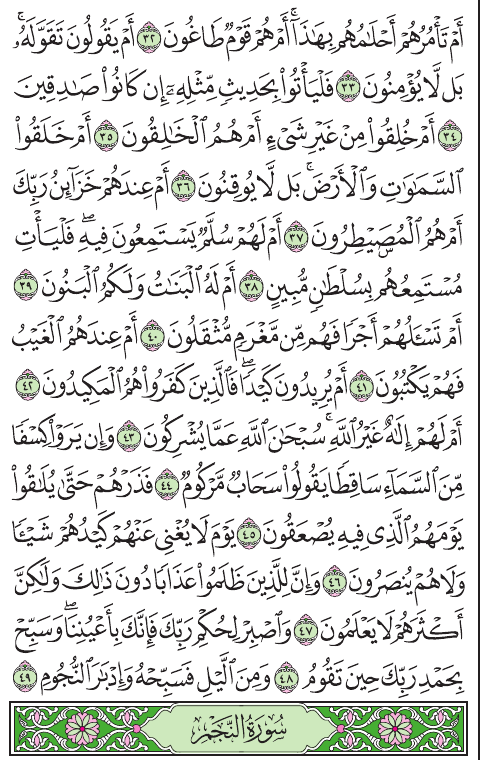 أَمۡ تَأۡمُرُهُمۡ أَحۡلَٰمُهُم بِهَٰذَآۚ أَمۡ هُمۡ قَوۡمٞ طَاغُونَ ٣٢ أَمۡ يَقُولُونَ تَقَوَّلَهُۥۚ
بَل لَّا يُؤۡمِنُونَ ٣٣ فَلۡيَأۡتُواْ بِحَدِيثٖ مِّثۡلِهِۦٓ إِن كَانُواْ صَٰدِقِينَ
٣٤ أَمۡ خُلِقُواْ مِنۡ غَيۡرِ شَيۡءٍ أَمۡ هُمُ ٱلۡخَٰلِقُونَ ٣٥ أَمۡ خَلَقُواْ
ٱلسَّمَٰوَٰتِ وَٱلۡأَرۡضَۚ بَل لَّا يُوقِنُونَ ٣٦ أَمۡ عِندَهُمۡ خَزَآئِنُ رَبِّكَ
أَمۡ هُمُ ٱلۡمُصَۜيۡطِرُونَ ٣٧ أَمۡ لَهُمۡ سُلَّمٞ يَسۡتَمِعُونَ فِيهِۖ فَلۡيَأۡتِ
مُسۡتَمِعُهُم بِسُلۡطَٰنٖ مُّبِينٍ ٣٨ أَمۡ لَهُ ٱلۡبَنَٰتُ وَلَكُمُ ٱلۡبَنُونَ ٣٩
أَمۡ تَسۡـَٔلُهُمۡ أَجۡرٗا فَهُم مِّن مَّغۡرَمٖ مُّثۡقَلُونَ ٤٠ أَمۡ عِندَهُمُ ٱلۡغَيۡبُ
فَهُمۡ يَكۡتُبُونَ ٤١ أَمۡ يُرِيدُونَ كَيۡدٗاۖ فَٱلَّذِينَ كَفَرُواْ هُمُ ٱلۡمَكِيدُونَ ٤٢
أَمۡ لَهُمۡ إِلَٰهٌ غَيۡرُ ٱللَّهِۚ سُبۡحَٰنَ ٱللَّهِ عَمَّا يُشۡرِكُونَ ٤٣ وَإِن يَرَوۡاْ كِسۡفٗا
مِّنَ ٱلسَّمَآءِ سَاقِطٗا يَقُولُواْ سَحَابٞ مَّرۡكُومٞ ٤٤ فَذَرۡهُمۡ حَتَّىٰ يُلَٰقُواْ
يَوۡمَهُمُ ٱلَّذِي فِيهِ يُصۡعَقُونَ ٤٥ يَوۡمَ لَا يُغۡنِي عَنۡهُمۡ كَيۡدُهُمۡ شَيۡـٔٗا
وَلَا هُمۡ يُنصَرُونَ ٤٦ وَإِنَّ لِلَّذِينَ ظَلَمُواْ عَذَابٗا دُونَ ذَٰلِكَ وَلَٰكِنَّ
أَكۡثَرَهُمۡ لَا يَعۡلَمُونَ ٤٧ وَٱصۡبِرۡ لِحُكۡمِ رَبِّكَ فَإِنَّكَ بِأَعۡيُنِنَاۖ وَسَبِّحۡ
بِحَمۡدِ رَبِّكَ حِينَ تَقُومُ ٤٨ وَمِنَ ٱلَّيۡلِ فَسَبِّحۡهُ وَإِدۡبَٰرَ ٱلنُّجُومِ ٤٩
سُورَةُ النَّجْمِ